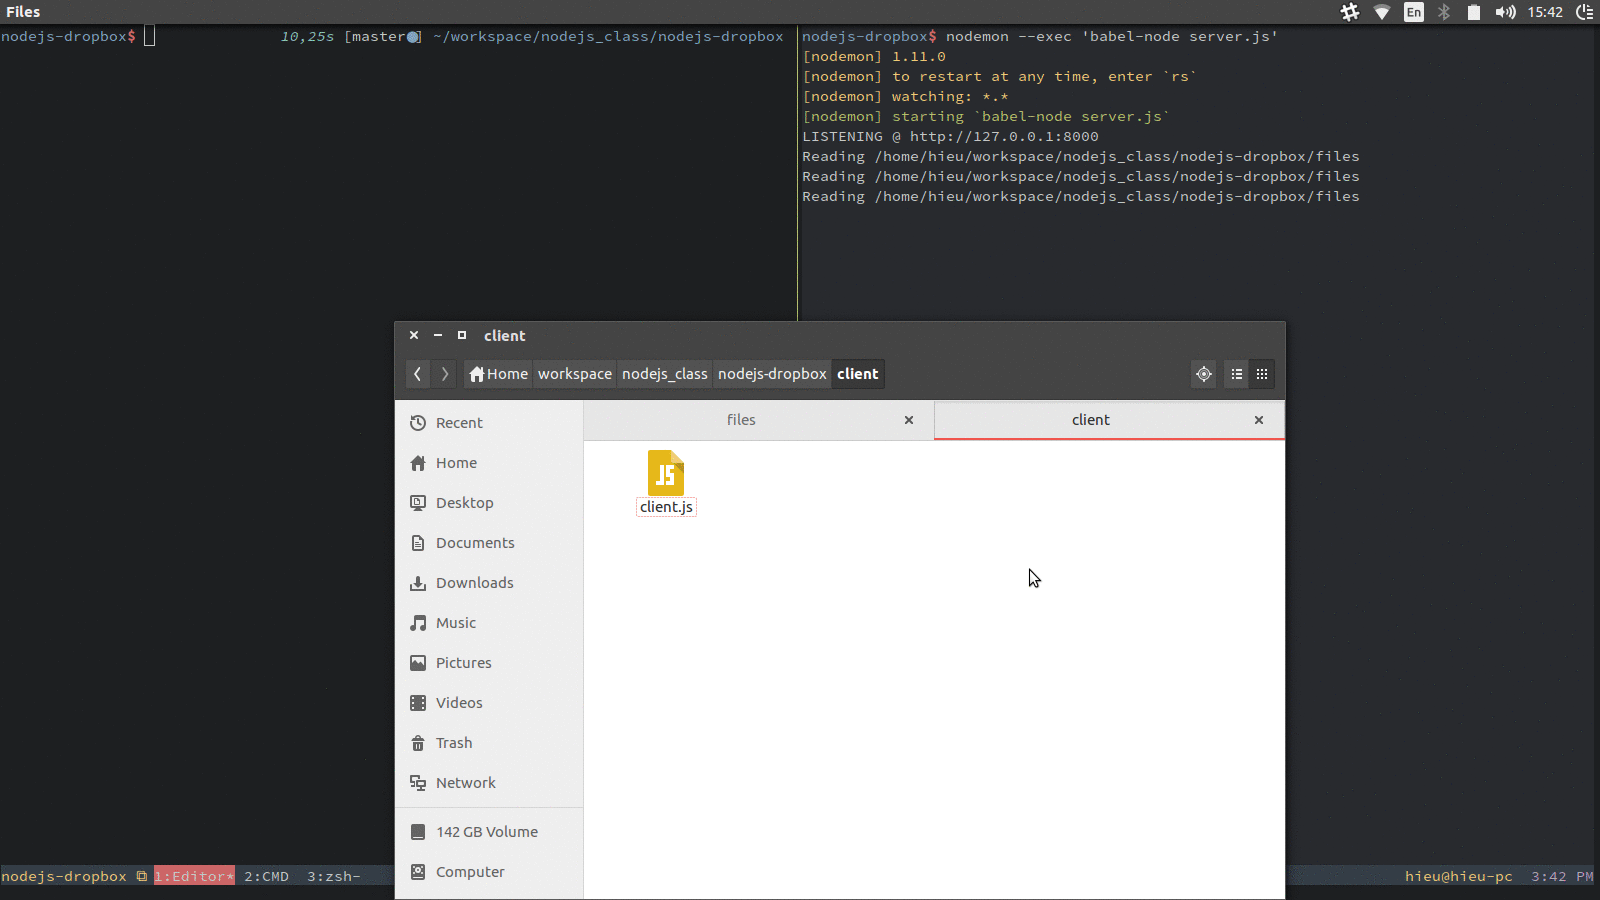 Files
En
15:42
nodejs-dropbox$
10,25s [master ] ~/workspace/nodejs_class/nodejs-dropbox
nodejs-dropbox$ nodemon --exec 'babel-node server.js'
[nodemon] 1.11.0
[nodemon] to restart at any time, enter `rs`
[nodemon] watching: *.*
[nodemon] starting `babel-node server.js`
LISTENING @ http://127.0.0.1:8000
Reading /home/hieu/workspace/nodejs_class/nodejs-dropbox/files
Reading /home/hieu/workspace/nodejs_class/nodejs-dropbox/files
Reading /home/hieu/workspace/nodejs_class/nodejs-dropbox/files
client
Home workspace nodejs_class nodejs-dropbox client
Recent
Home
Desktop
Documents
Downloads
Music
Pictures
Videos
Trash
Network
142 GB Volume
Computer
files
client
JS
client.js
nodejs-dropbox 1:Editor* 2:CMD 3:zsh-
hieu@hieu-pc 3:42 PM